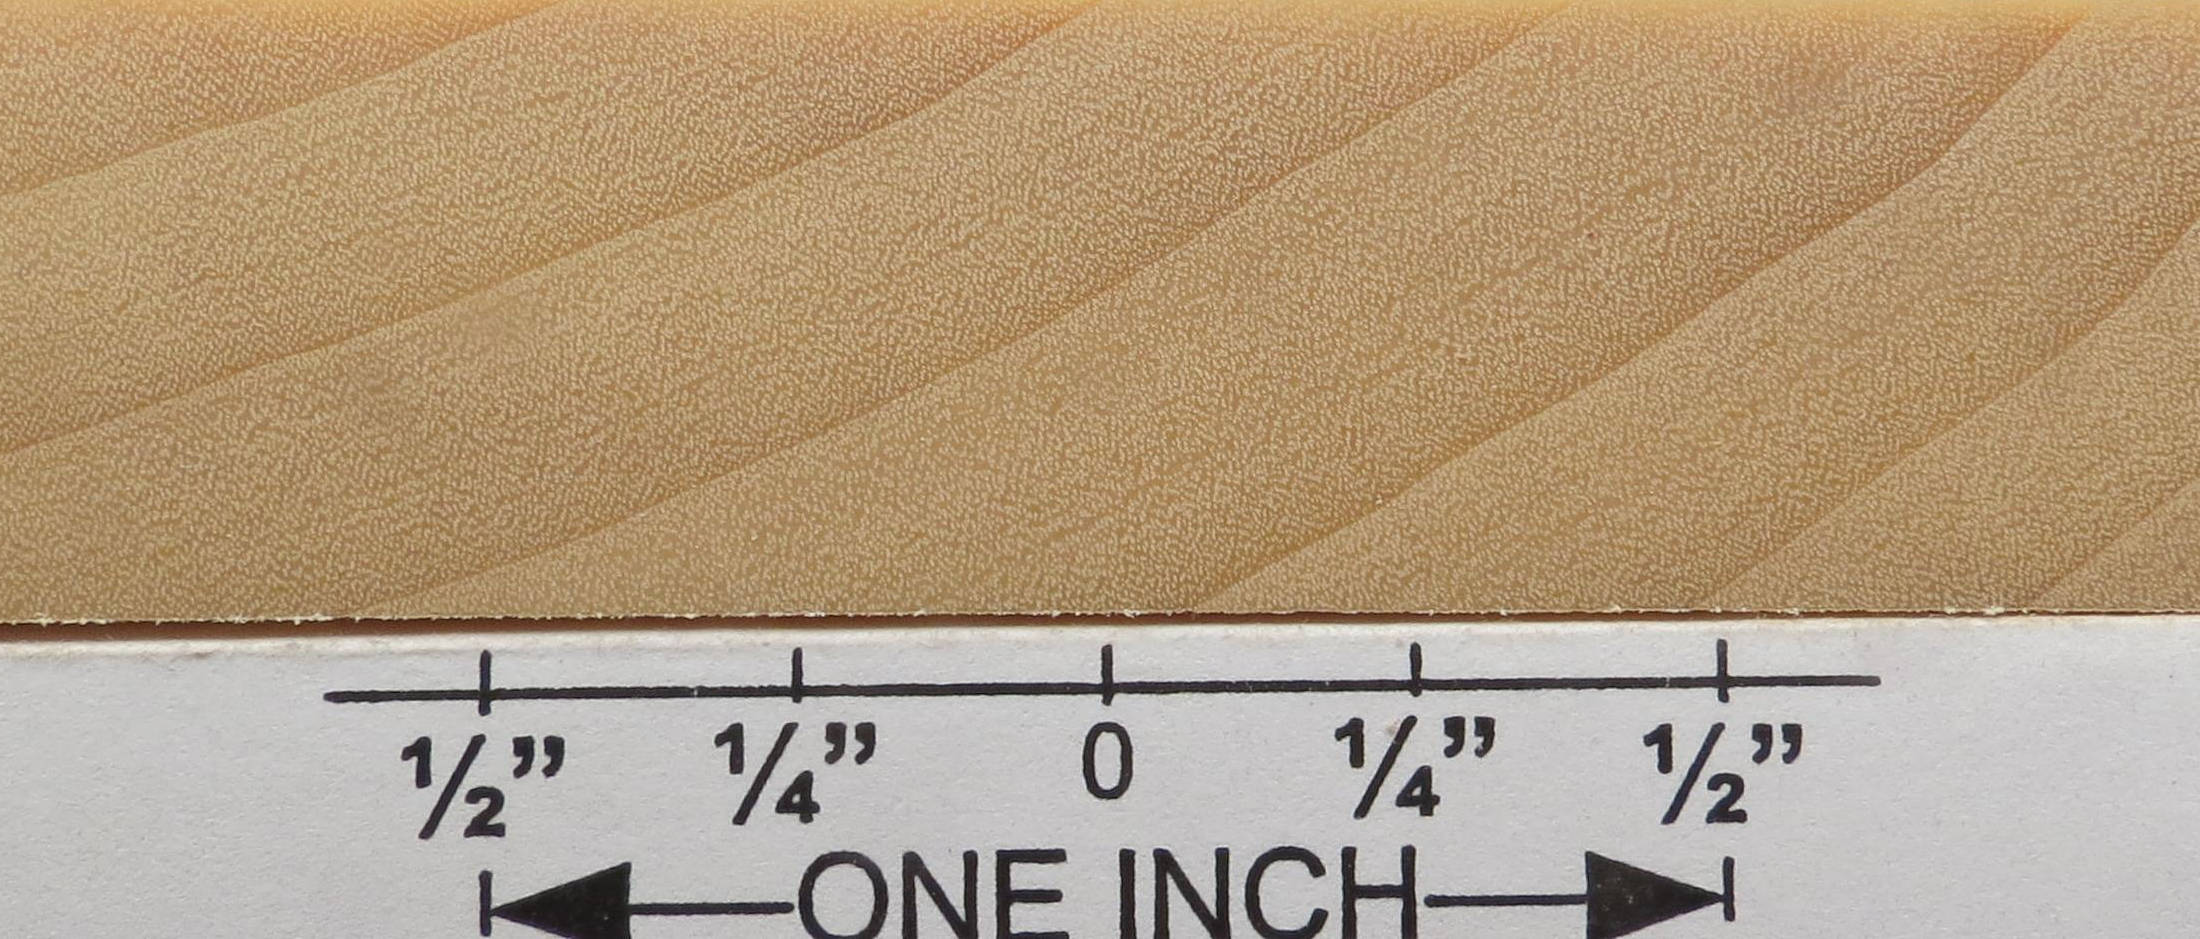 ½” ¼” 0 ¼” ½”
ONE INCH